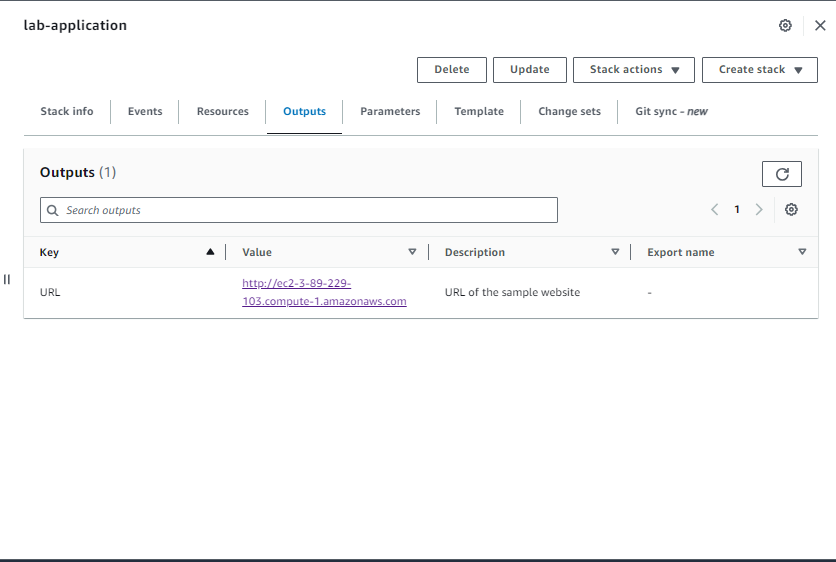 lab-application
Delete
Update
Stack actions
Create stack
Stack info
Events
Resources
Outputs
Parameters
Template
Change sets
Git sync - new
Outputs (1)
Search outputs
1
Key
Value
Description
Export name
URL
http://ec2-3-89-229-
103.compute-1.amazonaws.com
URL of the sample website
-